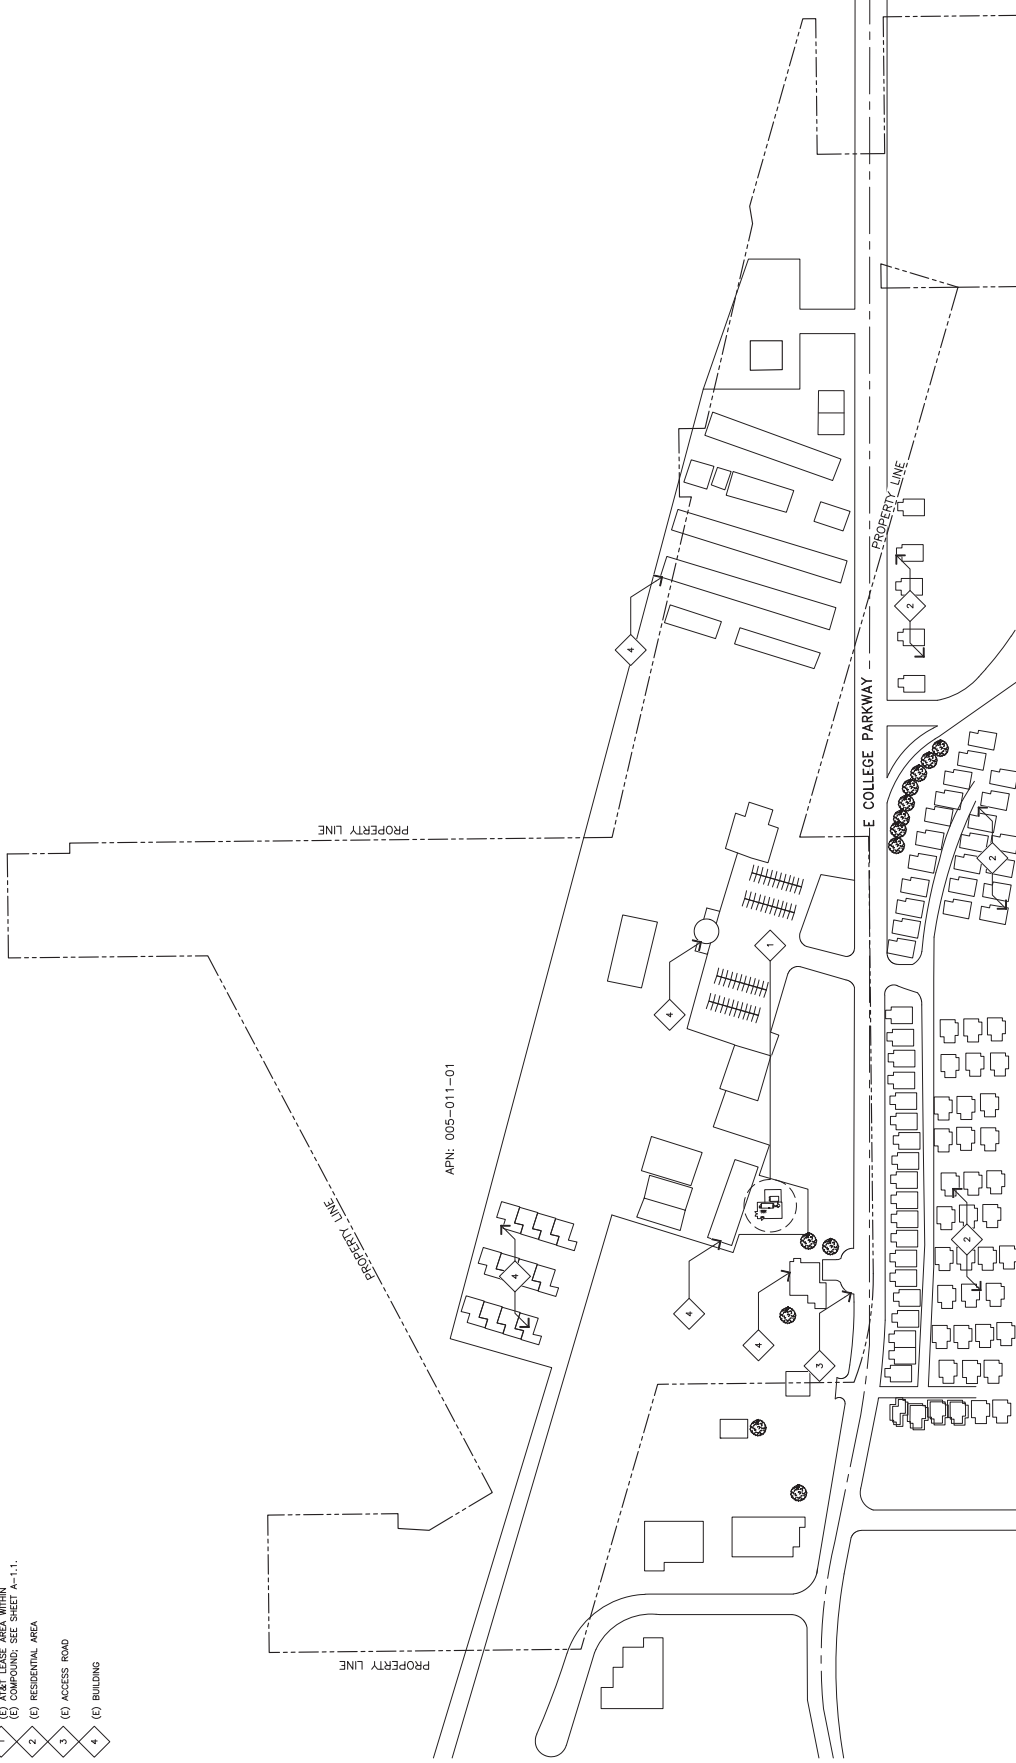 1 (E) AT&T LEASE AREA WITHIN
(E) COMPOUND; SEE SHEET A-1.1.
2 (E) RESIDENTIAL AREA
3 (E) ACCESS ROAD
4 (E) BUILDING
PROPERTY LINE
PROPERTY LINE
PROPERTY LINE
APN: 005-011-01
PROPERTY LINE
E COLLEGE PARKWAY
4
4
4
4
4
1
3
2
2
2